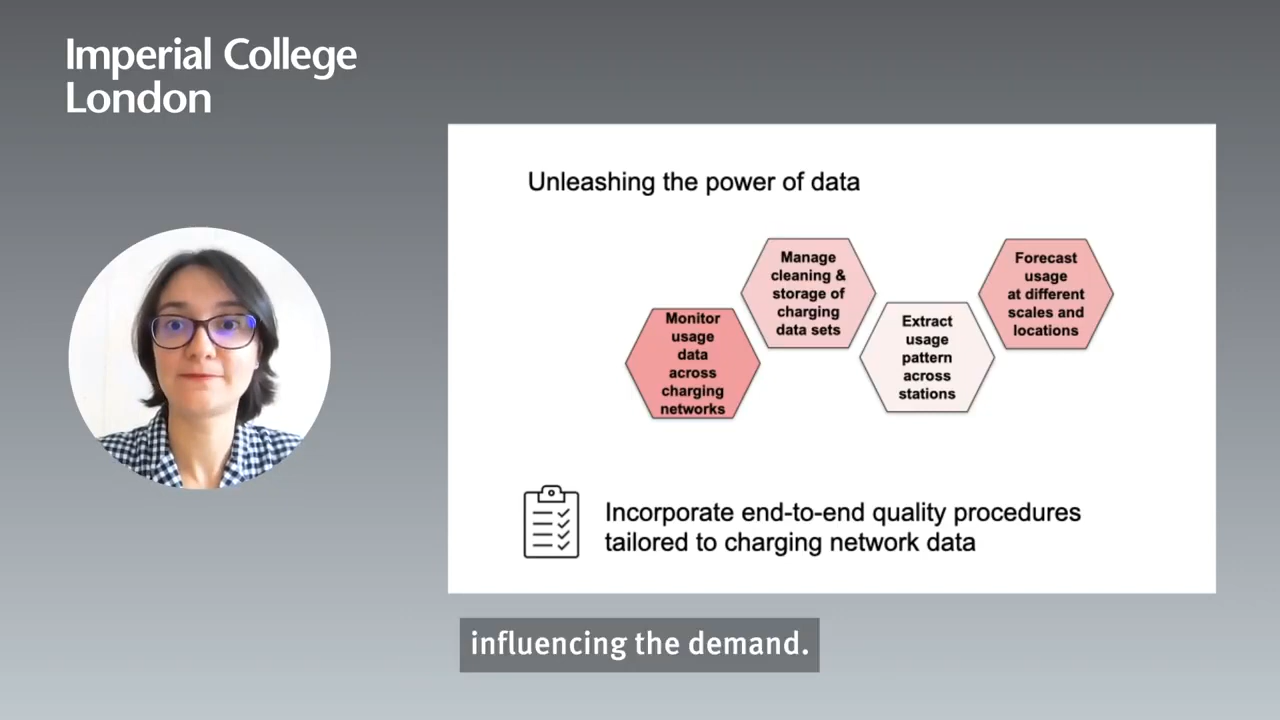 Imperial College
London
Unleashing the power of data
Monitor
usage
data
across
charging
networks
Manage
cleaning &
storage of
charging
data sets
Extract
usage
pattern
across
stations
Forecast
usage
at different
scales and
locations
Incorporate end-to-end quality procedures
tailored to charging network data
influencing the demand.